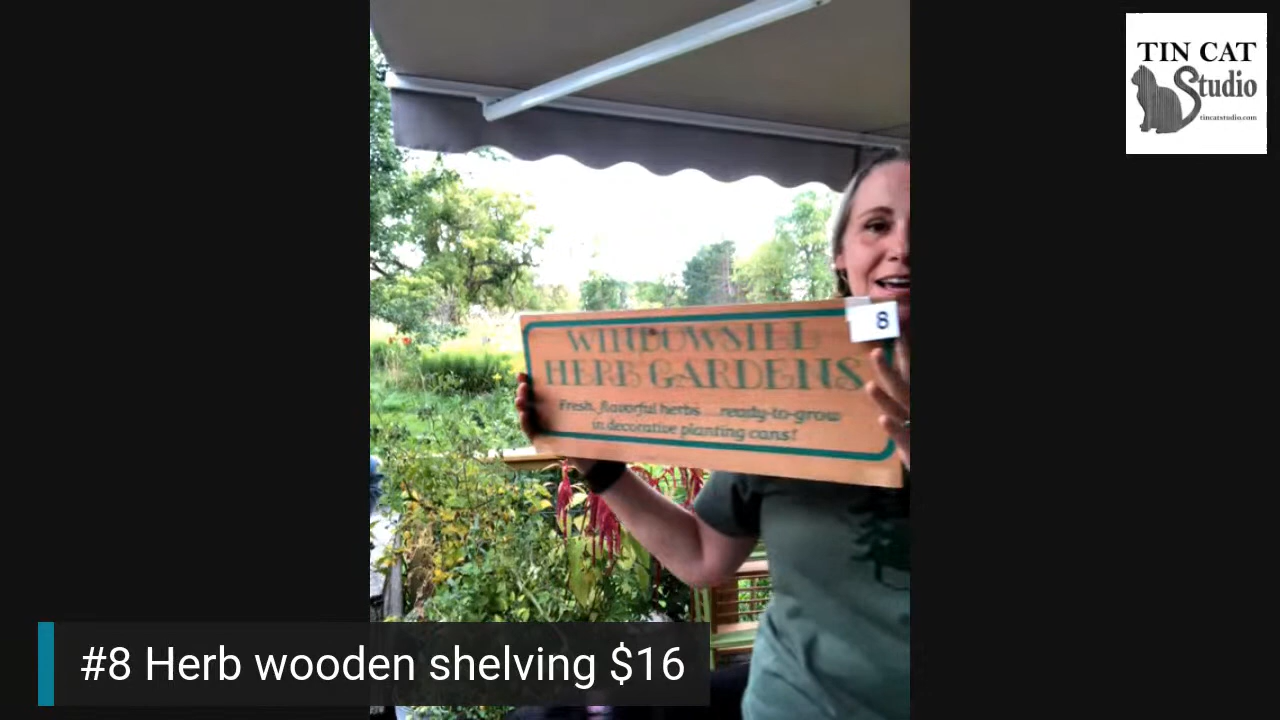 TIN CAT
Studio
tincatstudio.com
8
WINDOWSILL
HERB GARDENS
Fresh, flavorful herbs...ready-to-grow
in decorative planting cans!
#8 Herb wooden shelving $16